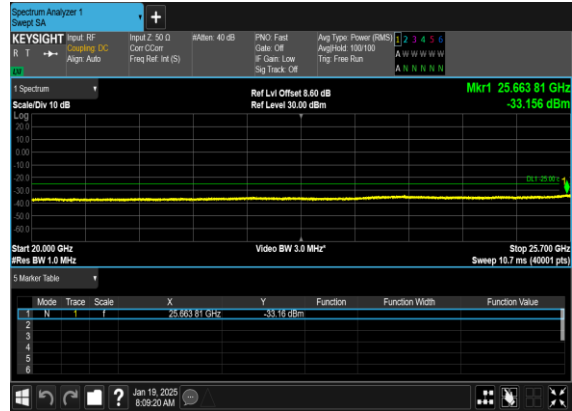 Spectrum Analyzer 1
Swept SA
+
KEYSIGHT Input: RF Input Z: 50 Ω #Atten: 40 dB PNO: Fast Avg Type: Power (RMS) 1 2 3 4 5 6
R T Coupling: DC Corr CCorr Gate: Off Avg|Hold: 100/100 A W W W W W
Align: Auto Freq Ref: Int (S) IF Gain: Low Trig: Free Run
Sig Track: Off A N N N N N
1 Spectrum
Ref Lvl Offset 8.60 dB Mkr1 25.663 81 GHz
Scale/Div 10 dB Ref Level 30.00 dBm -33.156 dBm
Log
20.0
10.0
0.00
-10.0
-20.0
-30.0
-40.0
-50.0
-60.0
Start 20.000 GHz Video BW 3.0 MHz* Stop 25.700 GHz
#Res BW 1.0 MHz Sweep 10.7 ms (40001 pts)
5 Marker Table
Mode Trace Scale X Y Function Function Width Function Value
1 N 1 f 25.663 81 GHz -33.16 dBm
2
3
4
5
6
? Jan 19, 2025
8:09:20 AM